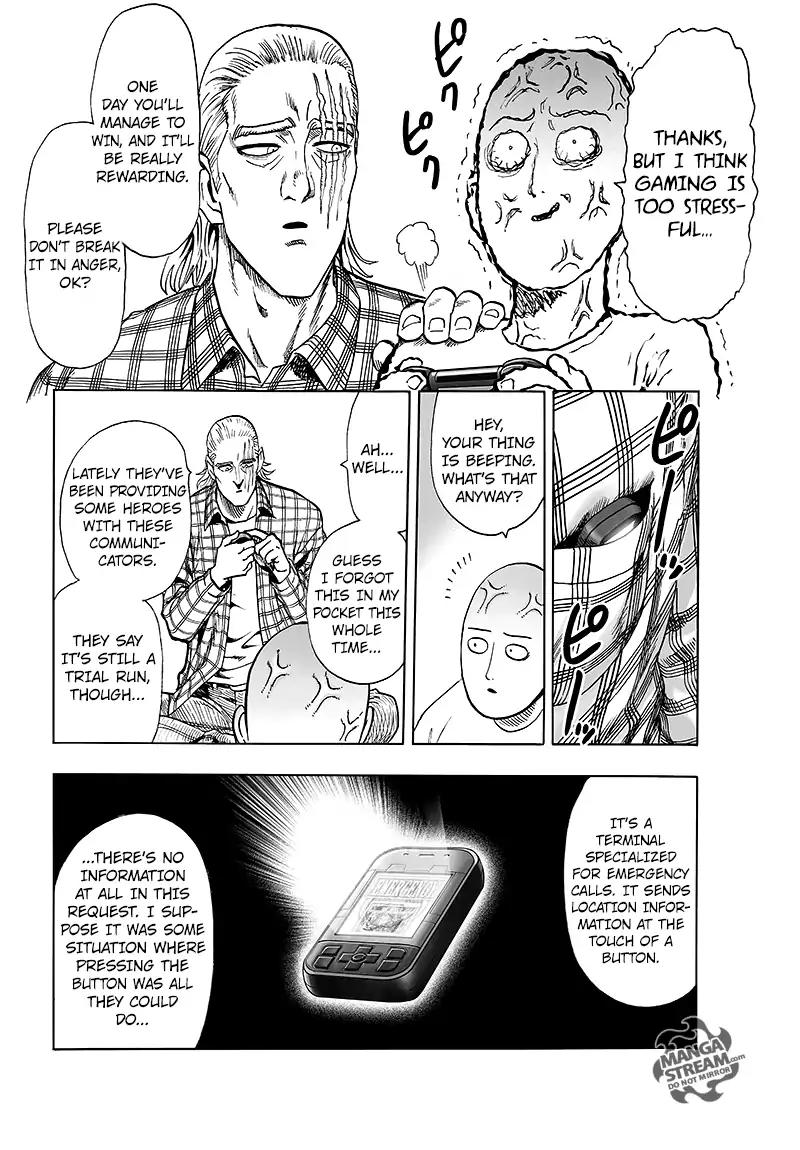 THANKS,
BUT I THINK
GAMING IS
TOO STRESS-
FUL...
ピピピピ
ピクピク
ONE
DAY YOU'LL
MANAGE TO
WIN, AND IT'LL
BE REALLY
REWARDING.
PLEASE
DON'T BREAK
IT IN ANGER,
OK?
ピーッ
ピーッ
HEY,
YOUR THING
IS BEEPING.
WHAT'S THAT
ANYWAY?
AH...
WELL...
GUESS
I FORGOT
THIS IN MY
POCKET THIS
WHOLE
TIME...
LATELY THEY'VE
BEEN PROVIDING
SOME HEROES
WITH THESE
COMMUNI-
CATORS.
THEY SAY
IT'S STILL A
TRIAL RUN,
THOUGH...
IT'S A
TERMINAL
SPECIALIZED
FOR EMERGENCY
CALLS. IT SENDS
LOCATION INFOR-
MATION AT THE
TOUCH OF A
BUTTON.
...THERE'S NO
INFORMATION
AT ALL IN THIS
REQUEST. I SUP-
POSE IT WAS SOME
SITUATION WHERE
PRESSING THE
BUTTON WAS ALL
THEY COULD
DO...
MANGA
STREAM.com
DO NOT MIRROR